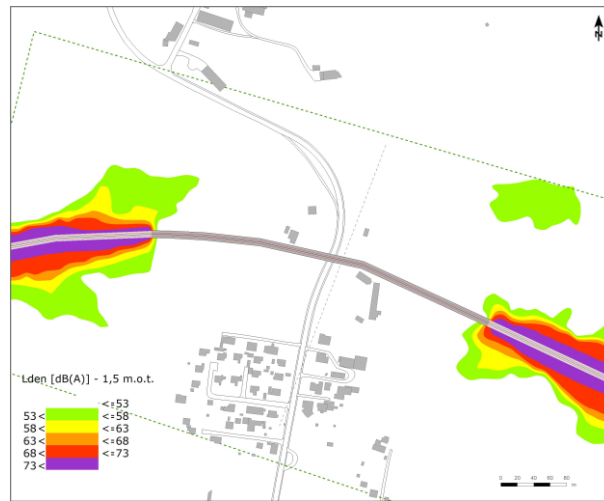 N
Lden [dB(A)] - 1,5 m.o.t.
<=53
53< <=58
58< <=63
63< <=68
68< <=73
73<
0 20 40 60 80
m